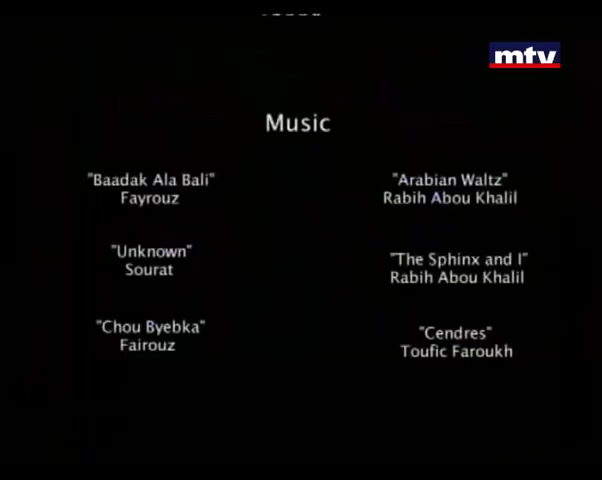 mtv
Music
"Baadak Ala Bali"
Fayrouz
"Unknown"
Sourat
"Chou Byebka"
Fairouz
"Arabian Waltz"
Rabih Abou Khalil
"The Sphinx and I"
Rabih Abou Khalil
"Cendres"
Toufic Faroukh